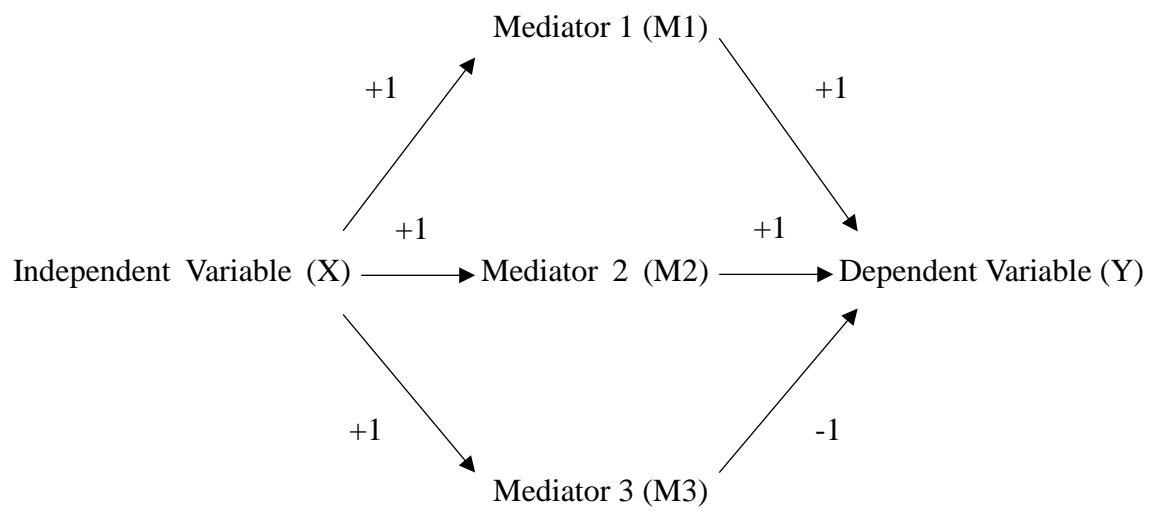 Mediator 1 (M1)
+1
+1
+1
+1
Independent Variable (X)
Mediator 2 (M2)
Dependent Variable (Y)
+1
-1
Mediator 3 (M3)